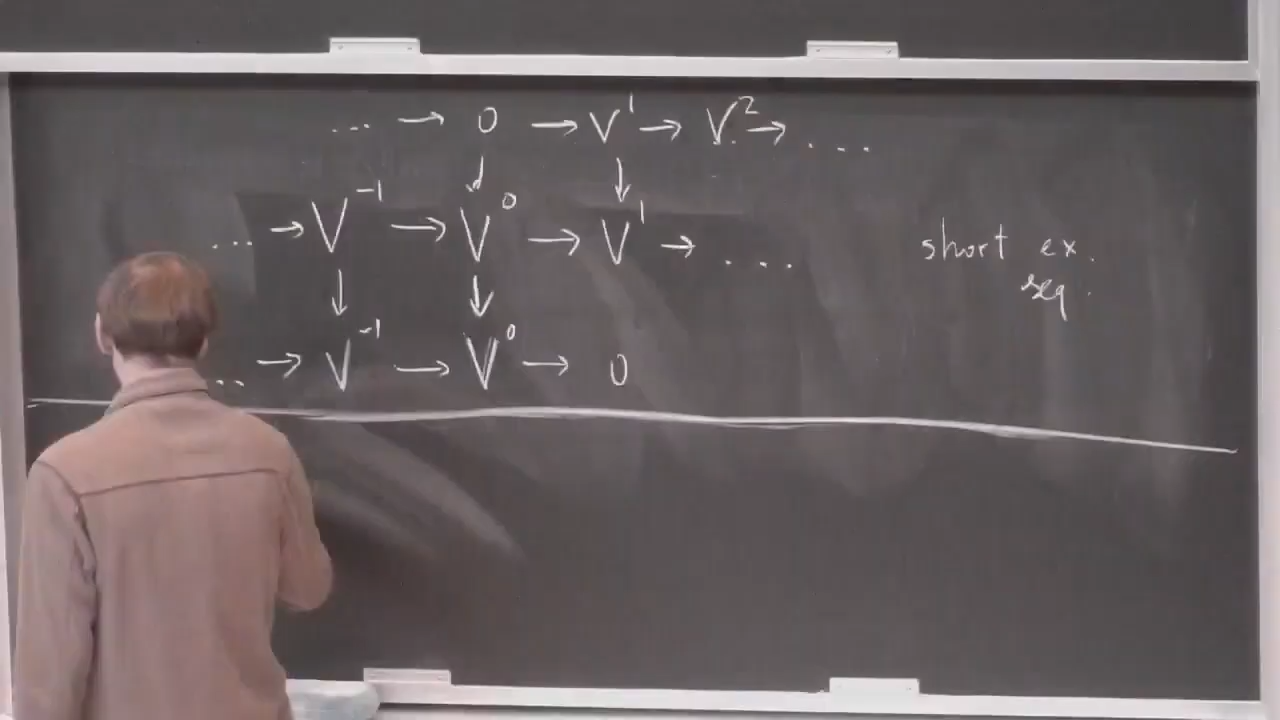 ... → 0 → V¹ → V² → ....
↓ ↓
... → V⁻¹ → V⁰ → V¹ → ....
short ex.
seq.
↓ ↓
.. → V⁻¹ → V⁰ → 0